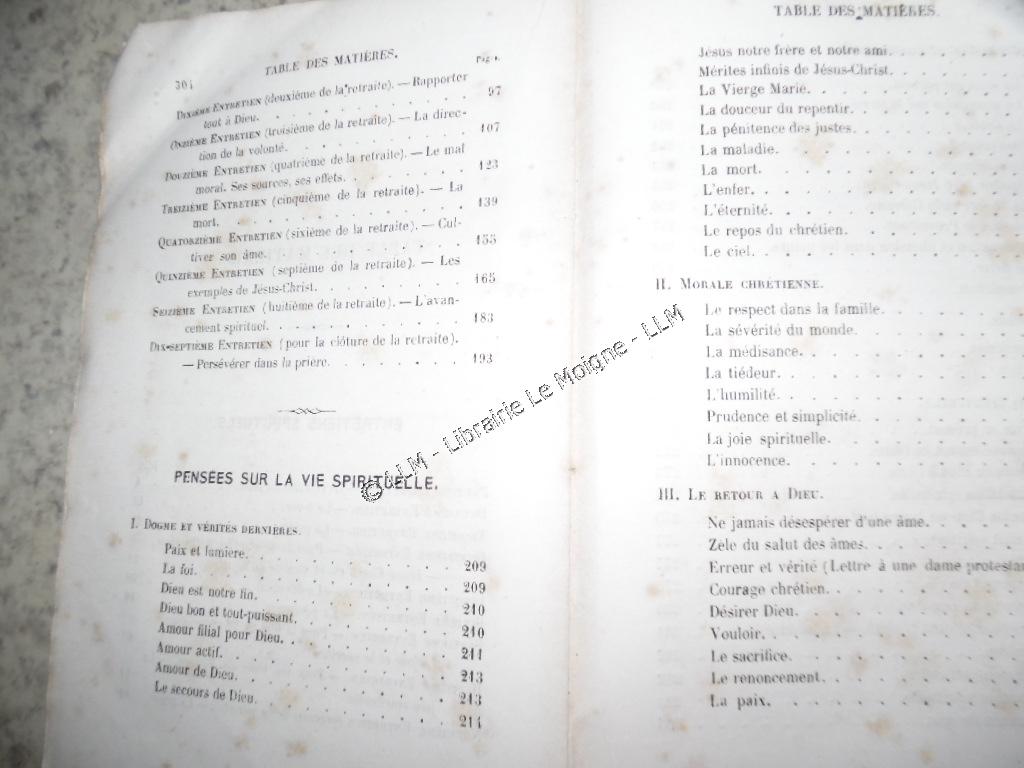 304
TABLE DES MATIÈRES.
Pag.
DIXIÈME ENTRETIEN (deuxième de la retraite). — Rapporter
tout à Dieu. . . . . . . . . . 97
ONZIÈME ENTRETIEN (troisième de la retraite). — La direc-
tion de la volonté. . . . . . . . . 107
DOUZIÈME ENTRETIEN (quatrième de la retraite). — Le mal
moral. Ses sources, ses effets. . . . . . . 123
TREIZIÈME ENTRETIEN (cinquième de la retraite). — La
mort. . . . . . . . . . . 139
QUATORZIÈME ENTRETIEN (sixième de la retraite). — Cul-
tiver son âme. . . . . . . . . . 155
QUINZIÈME ENTRETIEN (septième de la retraite). — Les
exemples de Jésus-Christ. . . . . . . . 165
SEIZIÈME ENTRETIEN (huitième de la retraite). — L'avan-
cement spirituel. . . . . . . . . . 183
DIX-SEPTIÈME ENTRETIEN (pour la clôture de la retraite).
— Persévérer dans la prière. . . . . . . 193
PENSÉES SUR LA VIE SPIRITUELLE.
I. DOGME ET VÉRITÉS DERNIÈRES.
Paix et lumière. . . . . . . . . 209
La foi. . . . . . . . . . 209
Dieu est notre fin. . . . . . . . . 210
Dieu bon et tout-puissant. . . . . . . 210
Amour filial pour Dieu. . . . . . . . 211
Amour actif. . . . . . . . . 213
Amour de Dieu. . . . . . . . . 213
Le secours de Dieu. . . . . . . . 214
TABLE DES MATIÈRES.
Jésus notre frère et notre ami. . . . . .
Mérites infinis de Jésus-Christ. . . . . .
La Vierge Marie. . . . . . . . .
La douceur du repentir. . . . . . . .
La pénitence des justes. . . . . . . .
La maladie. . . . . . . . . .
La mort. . . . . . . . . .
L'enfer. . . . . . . . . .
L'éternité. . . . . . . . . .
Le repos du chrétien. . . . . . . .
Le ciel. . . . . . . . . .
II. MORALE CHRÉTIENNE.
Le respect dans la famille. . . . . . .
La sévérité du monde. . . . . . . .
La médisance. . . . . . . . .
La tiédeur. . . . . . . . . .
L'humilité. . . . . . . . . .
Prudence et simplicité. . . . . . . .
La joie spirituelle. . . . . . . .
L'innocence. . . . . . . . . .
III. LE RETOUR A DIEU.
Ne jamais désespérer d'une âme. . . . .
Zèle du salut des âmes. . . . . . . .
Erreur et vérité (Lettre à une dame protestan
Courage chrétien. . . . . . . . .
Désirer Dieu. . . . . . . . .
Vouloir. . . . . . . . . .
Le sacrifice. . . . . . . . .
Le renoncement. . . . . . . . .
La paix. . . . . . . . . .
© LLM - Librairie Le Moigne - LLM